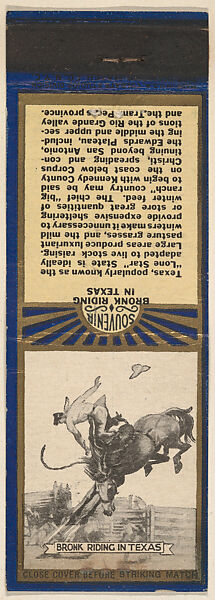 SOUVENIR
BRONK RIDING
IN TEXAS
Texas, popularly known as the
"Lone Star" State is ideally
adapted to live stock raising.
Large areas produce luxuriant
pasture grasses, and the mild
winters make it unnecessary to
provide expensive sheltering
or store great quantities of
winter feed. The chief "big
ranch" country may be said
to begin with Kennedy County
on the coast below Corpus
Christi, spreading and con-
tinuing beyond San Antonio,
the Edwards Plateau, includ-
ing the middle and upper sec-
tions of the Rio Grande valley
and the Trans-Pecos province.
BRONK RIDING IN TEXAS
CLOSE COVER BEFORE STRIKING MATCH